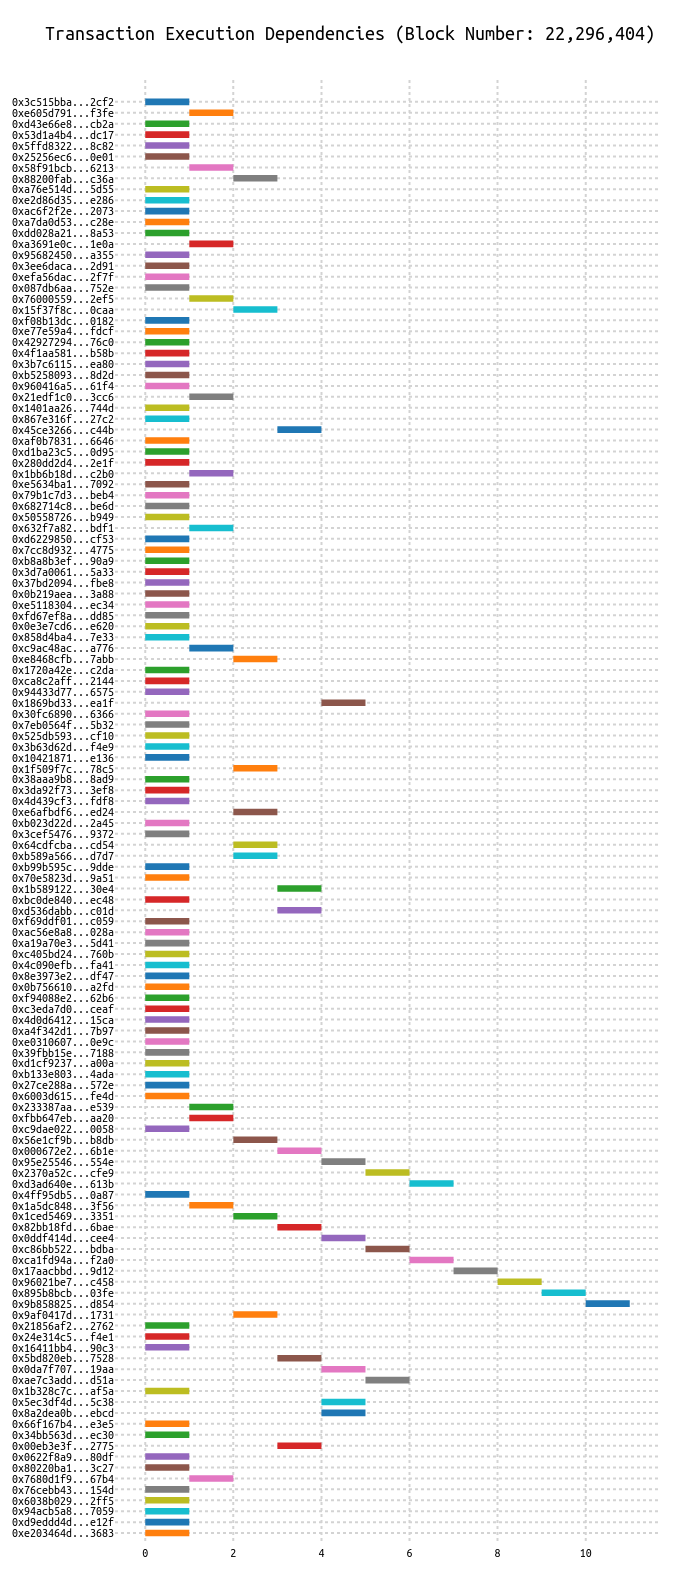 Transaction Execution Dependencies (Block Number: 22,296,404)
0x3c515bba...2cf2
0xe605d791...f3fe
0xd43e66e8...cb2a
0x53d1a4b4...dc17
0x5ffd8322...8c82
0x25256ec6...0e01
0x58f91bcb...6213
0x88200fab...c36a
0xa76e514d...5d55
0xe2d86d35...e286
0xac6f2f2e...2073
0xa7da0d53...c28e
0xdd028a21...8a53
0xa3691e0c...1e0a
0x95682450...a355
0x3ee6daca...2d91
0xefa56dac...2f7f
0x087db6aa...752e
0x76000559...2ef5
0x15f37f8c...0caa
0xf08b13dc...0182
0xe77e59a4...fdcf
0x42927294...76c0
0x4f1aa581...b58b
0x3b7c6115...ea80
0xb5258093...8d2d
0x960416a5...61f4
0x21edf1c0...3cc6
0x1401aa26...744d
0x867e316f...27c2
0x45ce3266...c44b
0xaf0b7831...6646
0xd1ba23c5...0d95
0x280dd2d4...2e1f
0x1bb6b18d...c2b0
0xe5634ba1...7092
0x79b1c7d3...beb4
0x682714c8...be6d
0x50558726...b949
0x632f7a82...bdf1
0xd6229850...cf53
0x7cc8d932...4775
0xb8a8b3ef...90a9
0x3d7a0061...5a33
0x37bd2094...fbe8
0x0b219aea...3a88
0xe5118304...ec34
0xfd67ef8a...dd85
0x0e3e7cd6...e620
0x858d4ba4...7e33
0xc9ac48ac...a776
0xe8468cfb...7abb
0x1720a42e...c2da
0xca8c2aff...2144
0x94433d77...6575
0x1869bd33...ea1f
0x30fc6890...6366
0x7eb0564f...5b32
0x525db593...cf10
0x3b63d62d...f4e9
0x10421871...e136
0x1f509f7c...78c5
0x38aaa9b8...8ad9
0x3da92f73...3ef8
0x4d439cf3...fdf8
0xe6afbdf6...ed24
0xb023d22d...2a45
0x3cef5476...9372
0x64cdfcba...cd54
0xb589a566...d7d7
0xb99b595c...9dde
0x70e5823d...9a51
0x1b589122...30e4
0xbc0de840...ec48
0xd536dabb...c01d
0xf69ddf01...c059
0xac56e8a8...028a
0xa19a70e3...5d41
0xc405bd24...760b
0x4c090efb...fa41
0x8e3973e2...df47
0x0b756610...a2fd
0xf94088e2...62b6
0xc3eda7d0...ceaf
0x4d0d6412...15ca
0xa4f342d1...7b97
0xe0310607...0e9c
0x39fbb15e...7188
0xd1cf9237...a00a
0xb133e803...4ada
0x27ce288a...572e
0x6003d615...fe4d
0x233387aa...e539
0xfbb647eb...aa20
0xc9dae022...0058
0x56e1cf9b...b8db
0x000672e2...6b1e
0x95e25546...554e
0x2370a52c...cfe9
0xd3ad640e...613b
0x4ff95db5...0a87
0x1a5dc848...3f56
0x1ced5469...3351
0x82bb18fd...6bae
0x0ddf414d...cee4
0xc86bb522...bdba
0xca1fd94a...f2a0
0x17aacbbd...9d12
0x96021be7...c458
0x895b8bcb...03fe
0x9b858825...d854
0x9af0417d...1731
0x21856af2...2762
0x24e314c5...f4e1
0x16411bb4...90c3
0x5bd820eb...7528
0x0da7f707...19aa
0xae7c3add...d51a
0x1b328c7c...af5a
0x5ec3df4d...5c38
0x8a2dea0b...ebcd
0x66f167b4...e3e5
0x34bb563d...ec30
0x00eb3e3f...2775
0x0622f8a9...80df
0x80220ba1...3c27
0x7680d1f9...67b4
0x76cebb43...154d
0x6038b029...2ff5
0x94acb5a8...7059
0xd9eddd4d...e12f
0xe203464d...3683
0 2 4 6 8 10